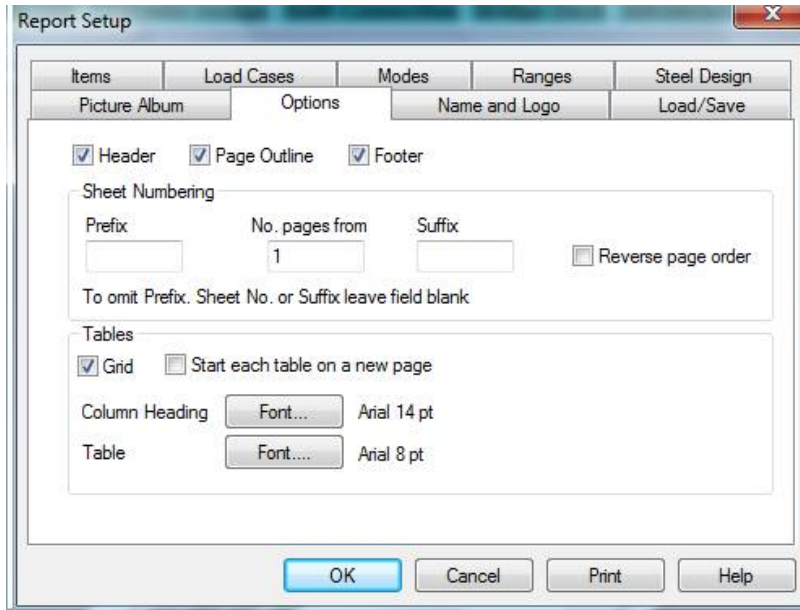 Report Setup
X
Items Load Cases Modes Ranges Steel Design
Picture Album Options Name and Logo Load/Save
Header Page Outline Footer
Sheet Numbering
Prefix No. pages from Suffix
1 Reverse page order
To omit Prefix. Sheet No. or Suffix leave field blank
Tables
Grid Start each table on a new page
Column Heading Font... Arial 14 pt
Table Font.... Arial 8 pt
OK Cancel Print Help